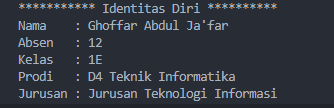 *********** Identitas Diri **********
Nama    : Ghoffar Abdul Ja'far
Absen   : 12
Kelas   : 1E
Prodi   : D4 Teknik Informatika
Jurusan : Jurusan Teknologi Informasi